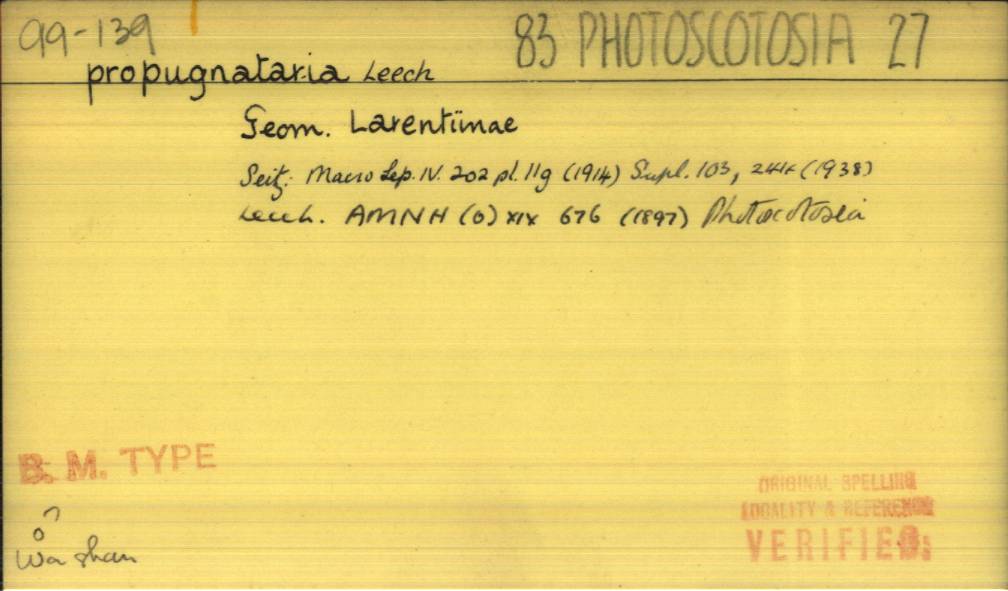 99-139 83 PHOTOSCOTOSIA 27
propugnataria Leech
Geom. Larentiinae
Seitz: Macro Lep. IV. 202 pl. 11g (1914) Supl. 103, 244 (1938)
Leech. AMNH (6) XIX 676 (1897) Photoscotosia
B. M. TYPE
♂
Wa shan
ORIGINAL SPELLING
LOCALITY & REFERENCE
VERIFIED: